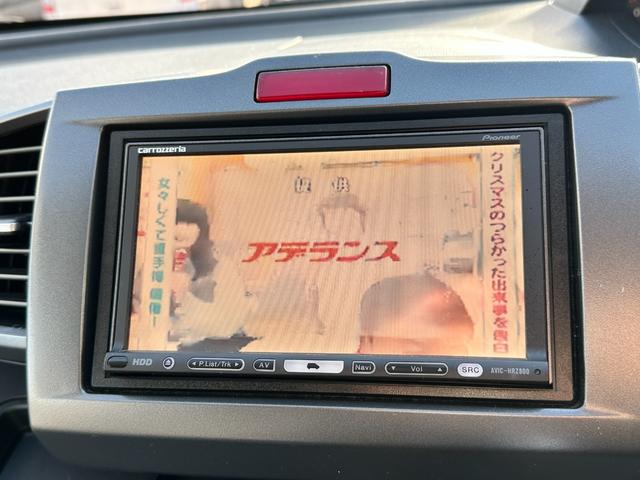 carrozzeria
Pioneer
提供
アデランス
クリスマスのつらかった出来事を告白
女々しくて
HDD
P.List/Trk
AV
Navi
Vol
SRC
AVIC-HRZ900